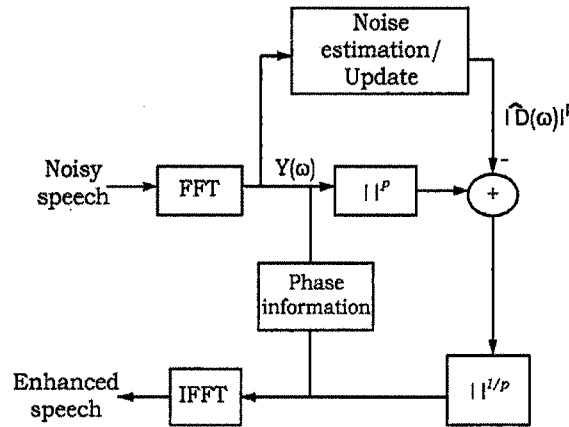 Noise
estimation/
Update
|D̂(ω)|ᵖ
-
Noisy
speech
FFT
Y(ω)
| |ᵖ
+
Phase
information
Enhanced
speech
IFFT
| |¹/ᵖ